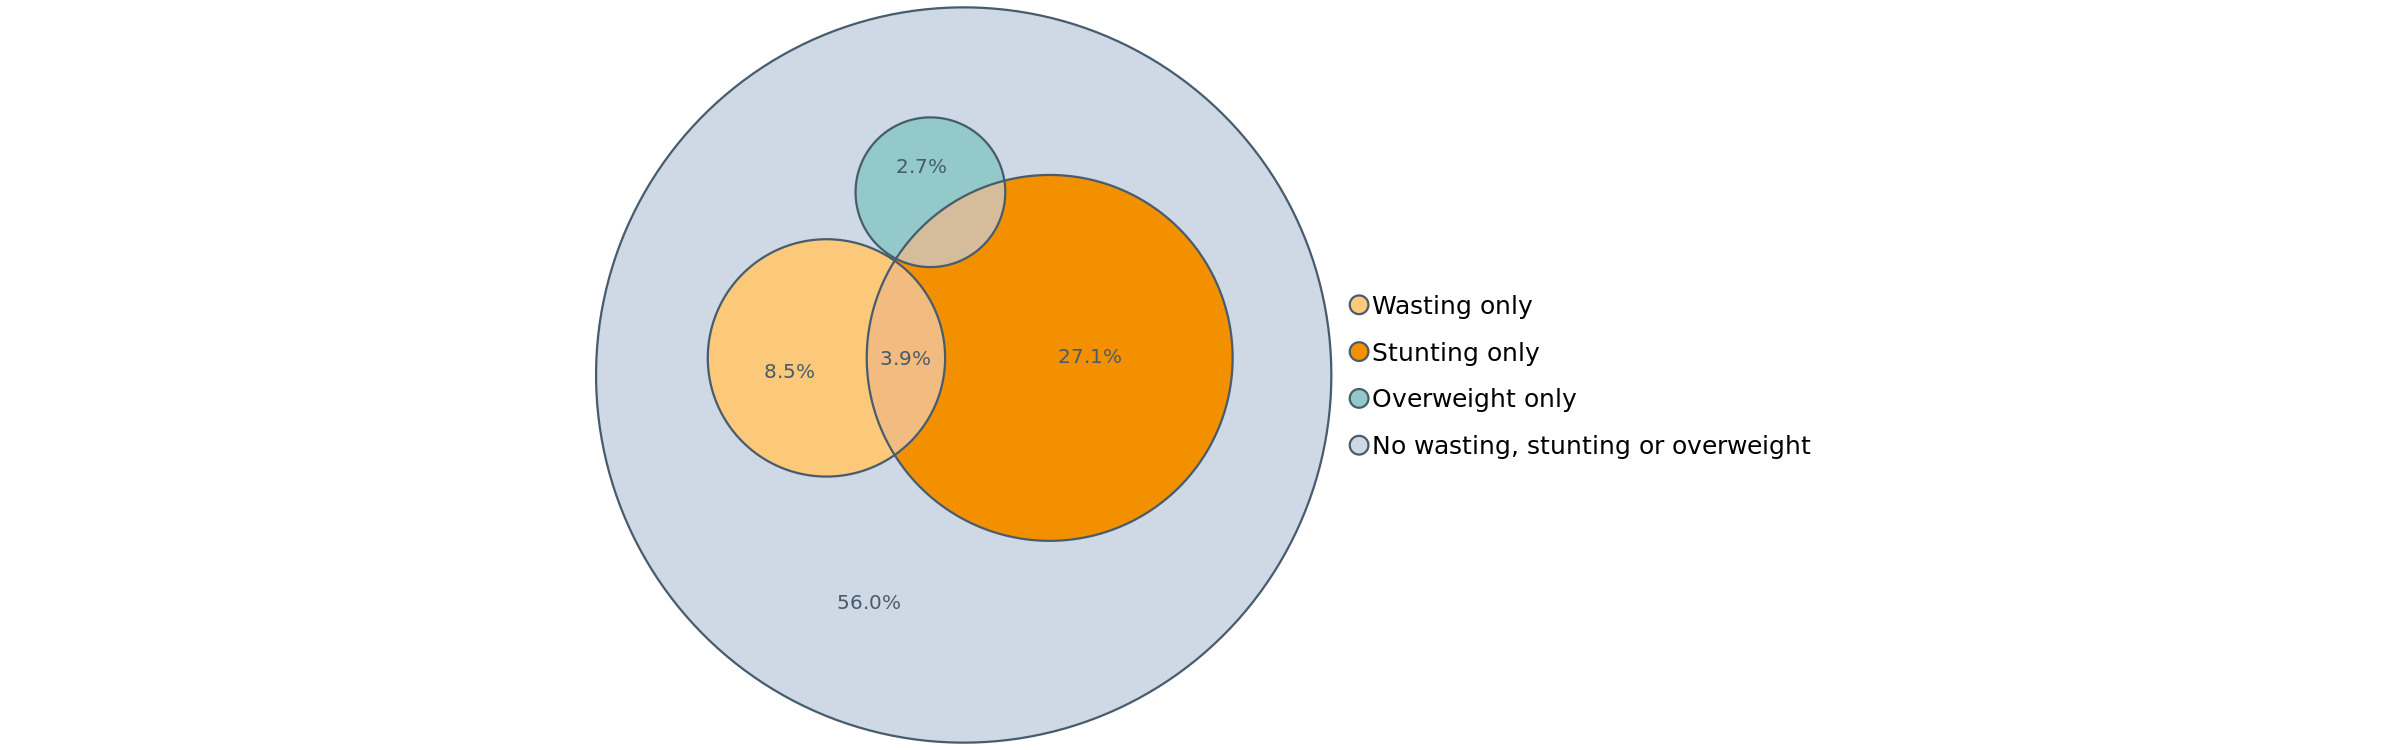 2.7%
8.5%
3.9%
27.1%
56.0%
Wasting only
Stunting only
Overweight only
No wasting, stunting or overweight